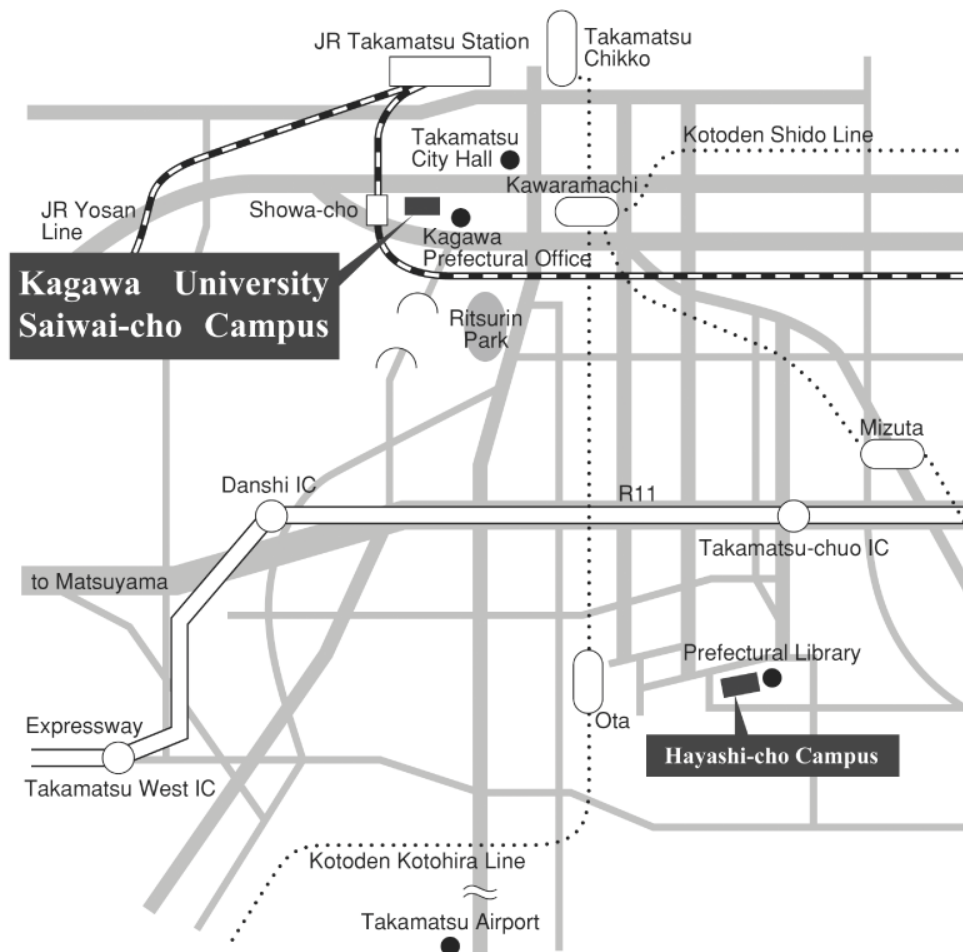 JR Takamatsu Station
Takamatsu
Chikko
Takamatsu
City Hall
Kotoden Shido Line
Kawaramachi
JR Yosan
Line
Showa-cho
Kagawa
Prefectural Office
Kagawa University
Saiwai-cho Campus
Ritsurin
Park
Mizuta
Danshi IC
R11
Takamatsu-chuo IC
to Matsuyama
Prefectural Library
Ota
Expressway
Hayashi-cho Campus
Takamatsu West IC
Kotoden Kotohira Line
Takamatsu Airport